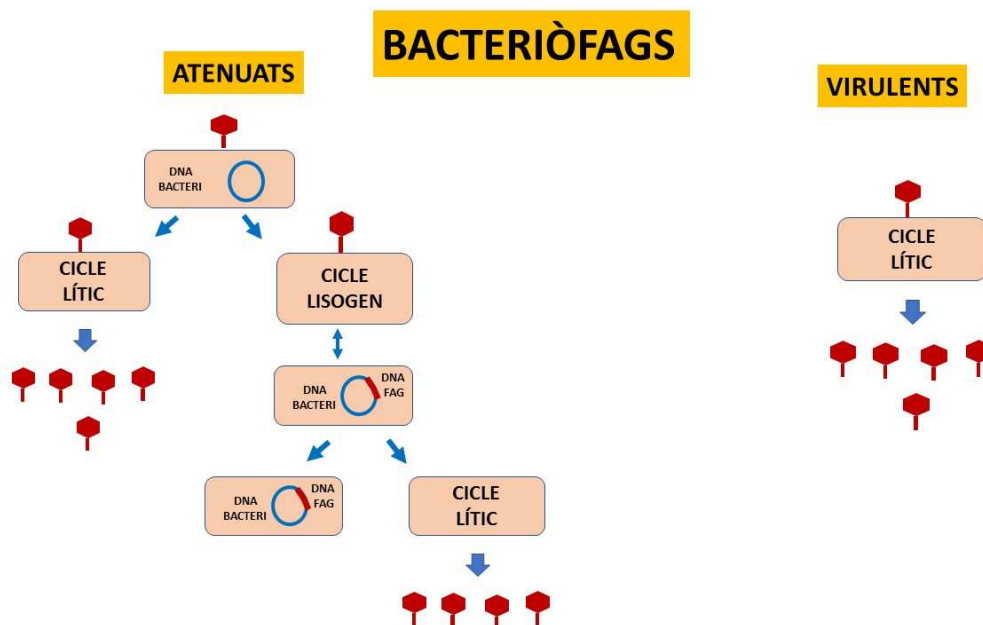 BACTERIÒFAGS
ATENUATS
VIRULENTS
DNA
BACTERI
CICLE
LÍTIC
CICLE
LISOGEN
CICLE
LÍTIC
DNA
BACTERI
DNA
FAG
DNA
BACTERI
DNA
FAG
CICLE
LÍTIC